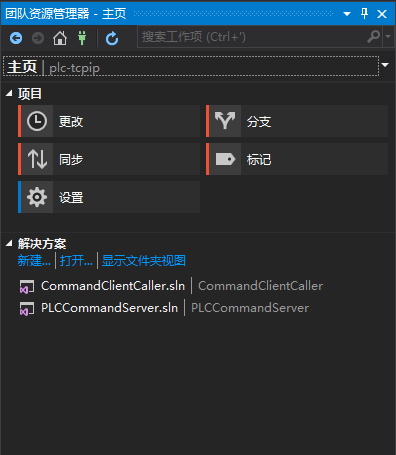 团队资源管理器 - 主页
搜索工作项 (Ctrl+')
主页 | plc-tcpip
项目
更改
分支
同步
标记
设置
解决方案
新建... | 打开... | 显示文件夹视图
CommandClientCaller.sln | CommandClientCaller
PLCCommandServer.sln | PLCCommandServer